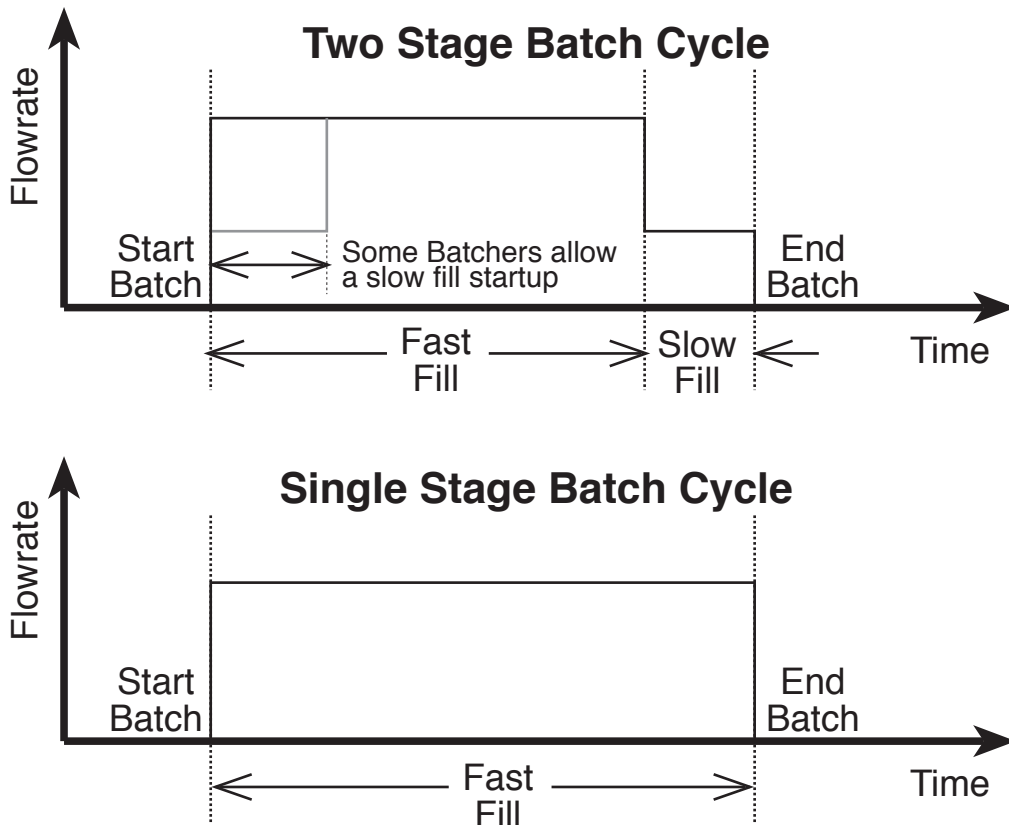 Two Stage Batch Cycle
Flowrate
Start
Batch
Some Batchers allow
a slow fill startup
End
Batch
Fast
Fill
Slow
Fill
Time
Single Stage Batch Cycle
Flowrate
Start
Batch
End
Batch
Fast
Fill
Time